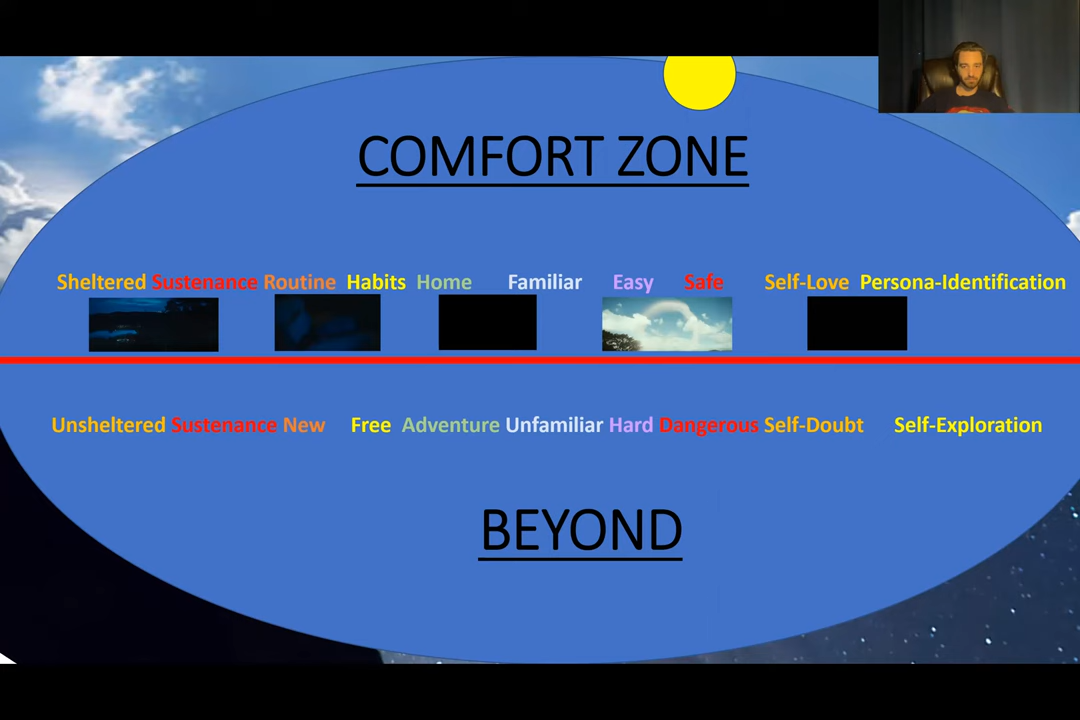 COMFORT ZONE
Sheltered Sustenance Routine Habits Home Familiar Easy Safe Self-Love Persona-Identification
Unsheltered Sustenance New Free Adventure Unfamiliar Hard Dangerous Self-Doubt Self-Exploration
BEYOND